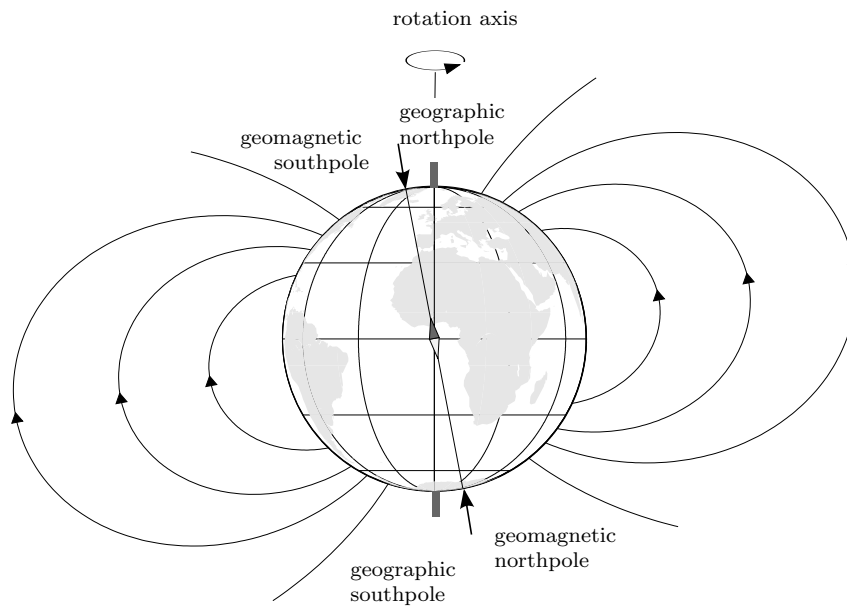 rotation axis
geographic
northpole
geomagnetic
southpole
geomagnetic
northpole
geographic
southpole